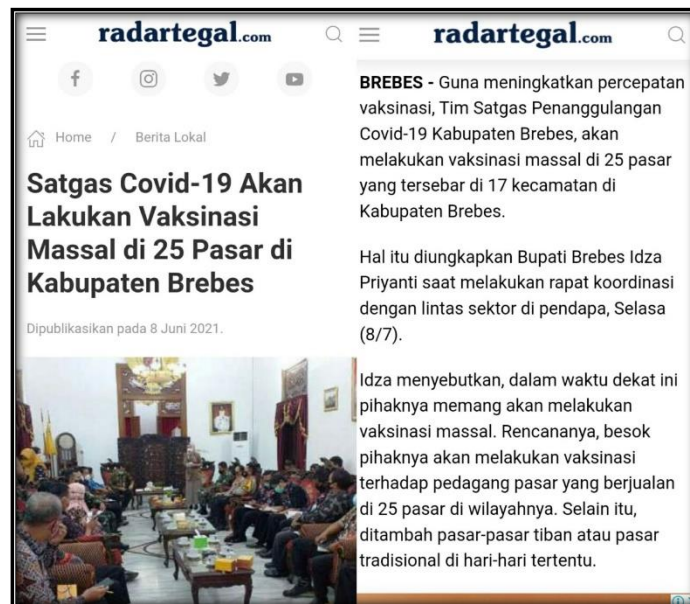 radartegal.com
Home / Berita Lokal
Satgas Covid-19 Akan
Lakukan Vaksinasi
Massal di 25 Pasar di
Kabupaten Brebes
Dipublikasikan pada 8 Juni 2021.
radartegal.com
BREBES - Guna meningkatkan percepatan
vaksinasi, Tim Satgas Penanggulangan
Covid-19 Kabupaten Brebes, akan
melakukan vaksinasi massal di 25 pasar
yang tersebar di 17 kecamatan di
Kabupaten Brebes.
Hal itu diungkapkan Bupati Brebes Idza
Priyanti saat melakukan rapat koordinasi
dengan lintas sektor di pendapa, Selasa
(8/7).
Idza menyebutkan, dalam waktu dekat ini
pihaknya memang akan melakukan
vaksinasi massal. Rencananya, besok
pihaknya akan melakukan vaksinasi
terhadap pedagang pasar yang berjualan
di 25 pasar di wilayahnya. Selain itu,
ditambah pasar-pasar tiban atau pasar
tradisional di hari-hari tertentu.